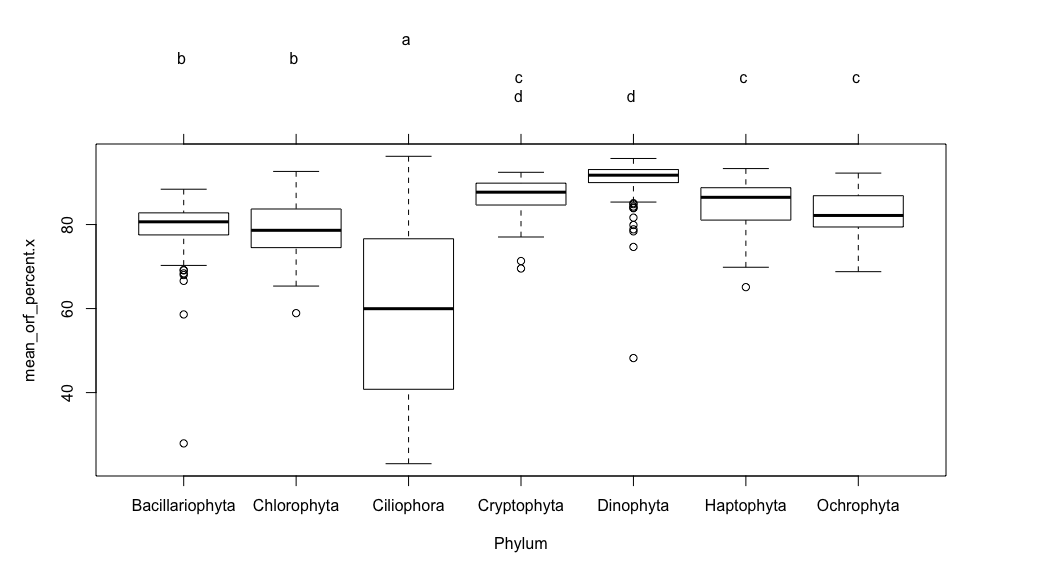 a
b b
c c c
d d
mean_orf_percent.x
80
60
40
Bacillariophyta Chlorophyta Ciliophora Cryptophyta Dinophyta Haptophyta Ochrophyta
Phylum